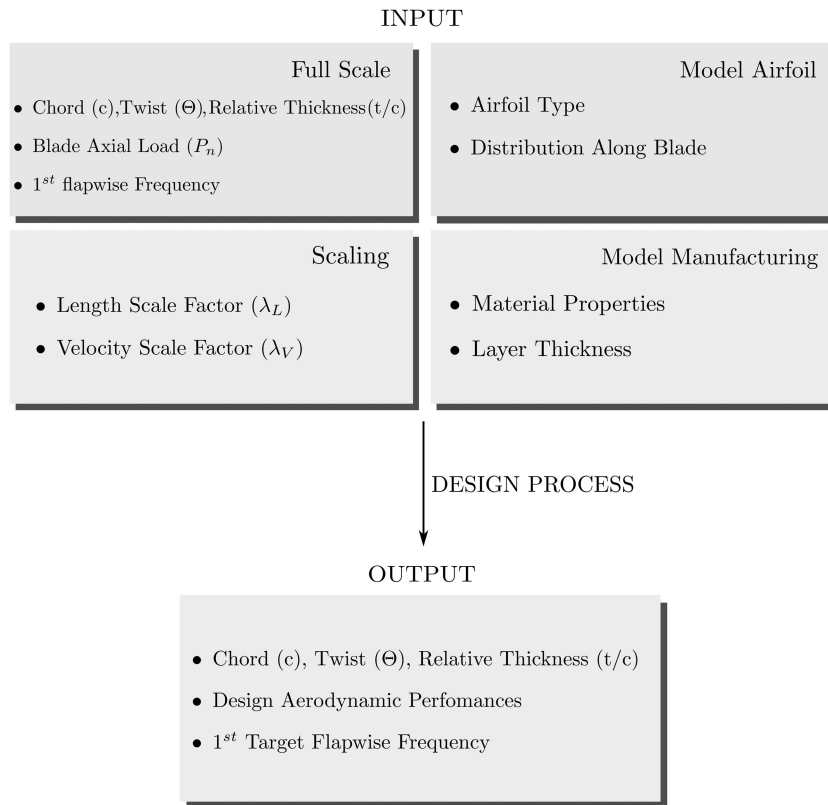 INPUT
Full Scale
• Chord (c),Twist (Θ),Relative Thickness(t/c)
• Blade Axial Load (Pₙ)
• 1ˢᵗ flapwise Frequency
Model Airfoil
• Airfoil Type
• Distribution Along Blade
Scaling
• Length Scale Factor (λ_L)
• Velocity Scale Factor (λ_V)
Model Manufacturing
• Material Properties
• Layer Thickness
DESIGN PROCESS
OUTPUT
• Chord (c), Twist (Θ), Relative Thickness (t/c)
• Design Aerodynamic Perfomances
• 1ˢᵗ Target Flapwise Frequency